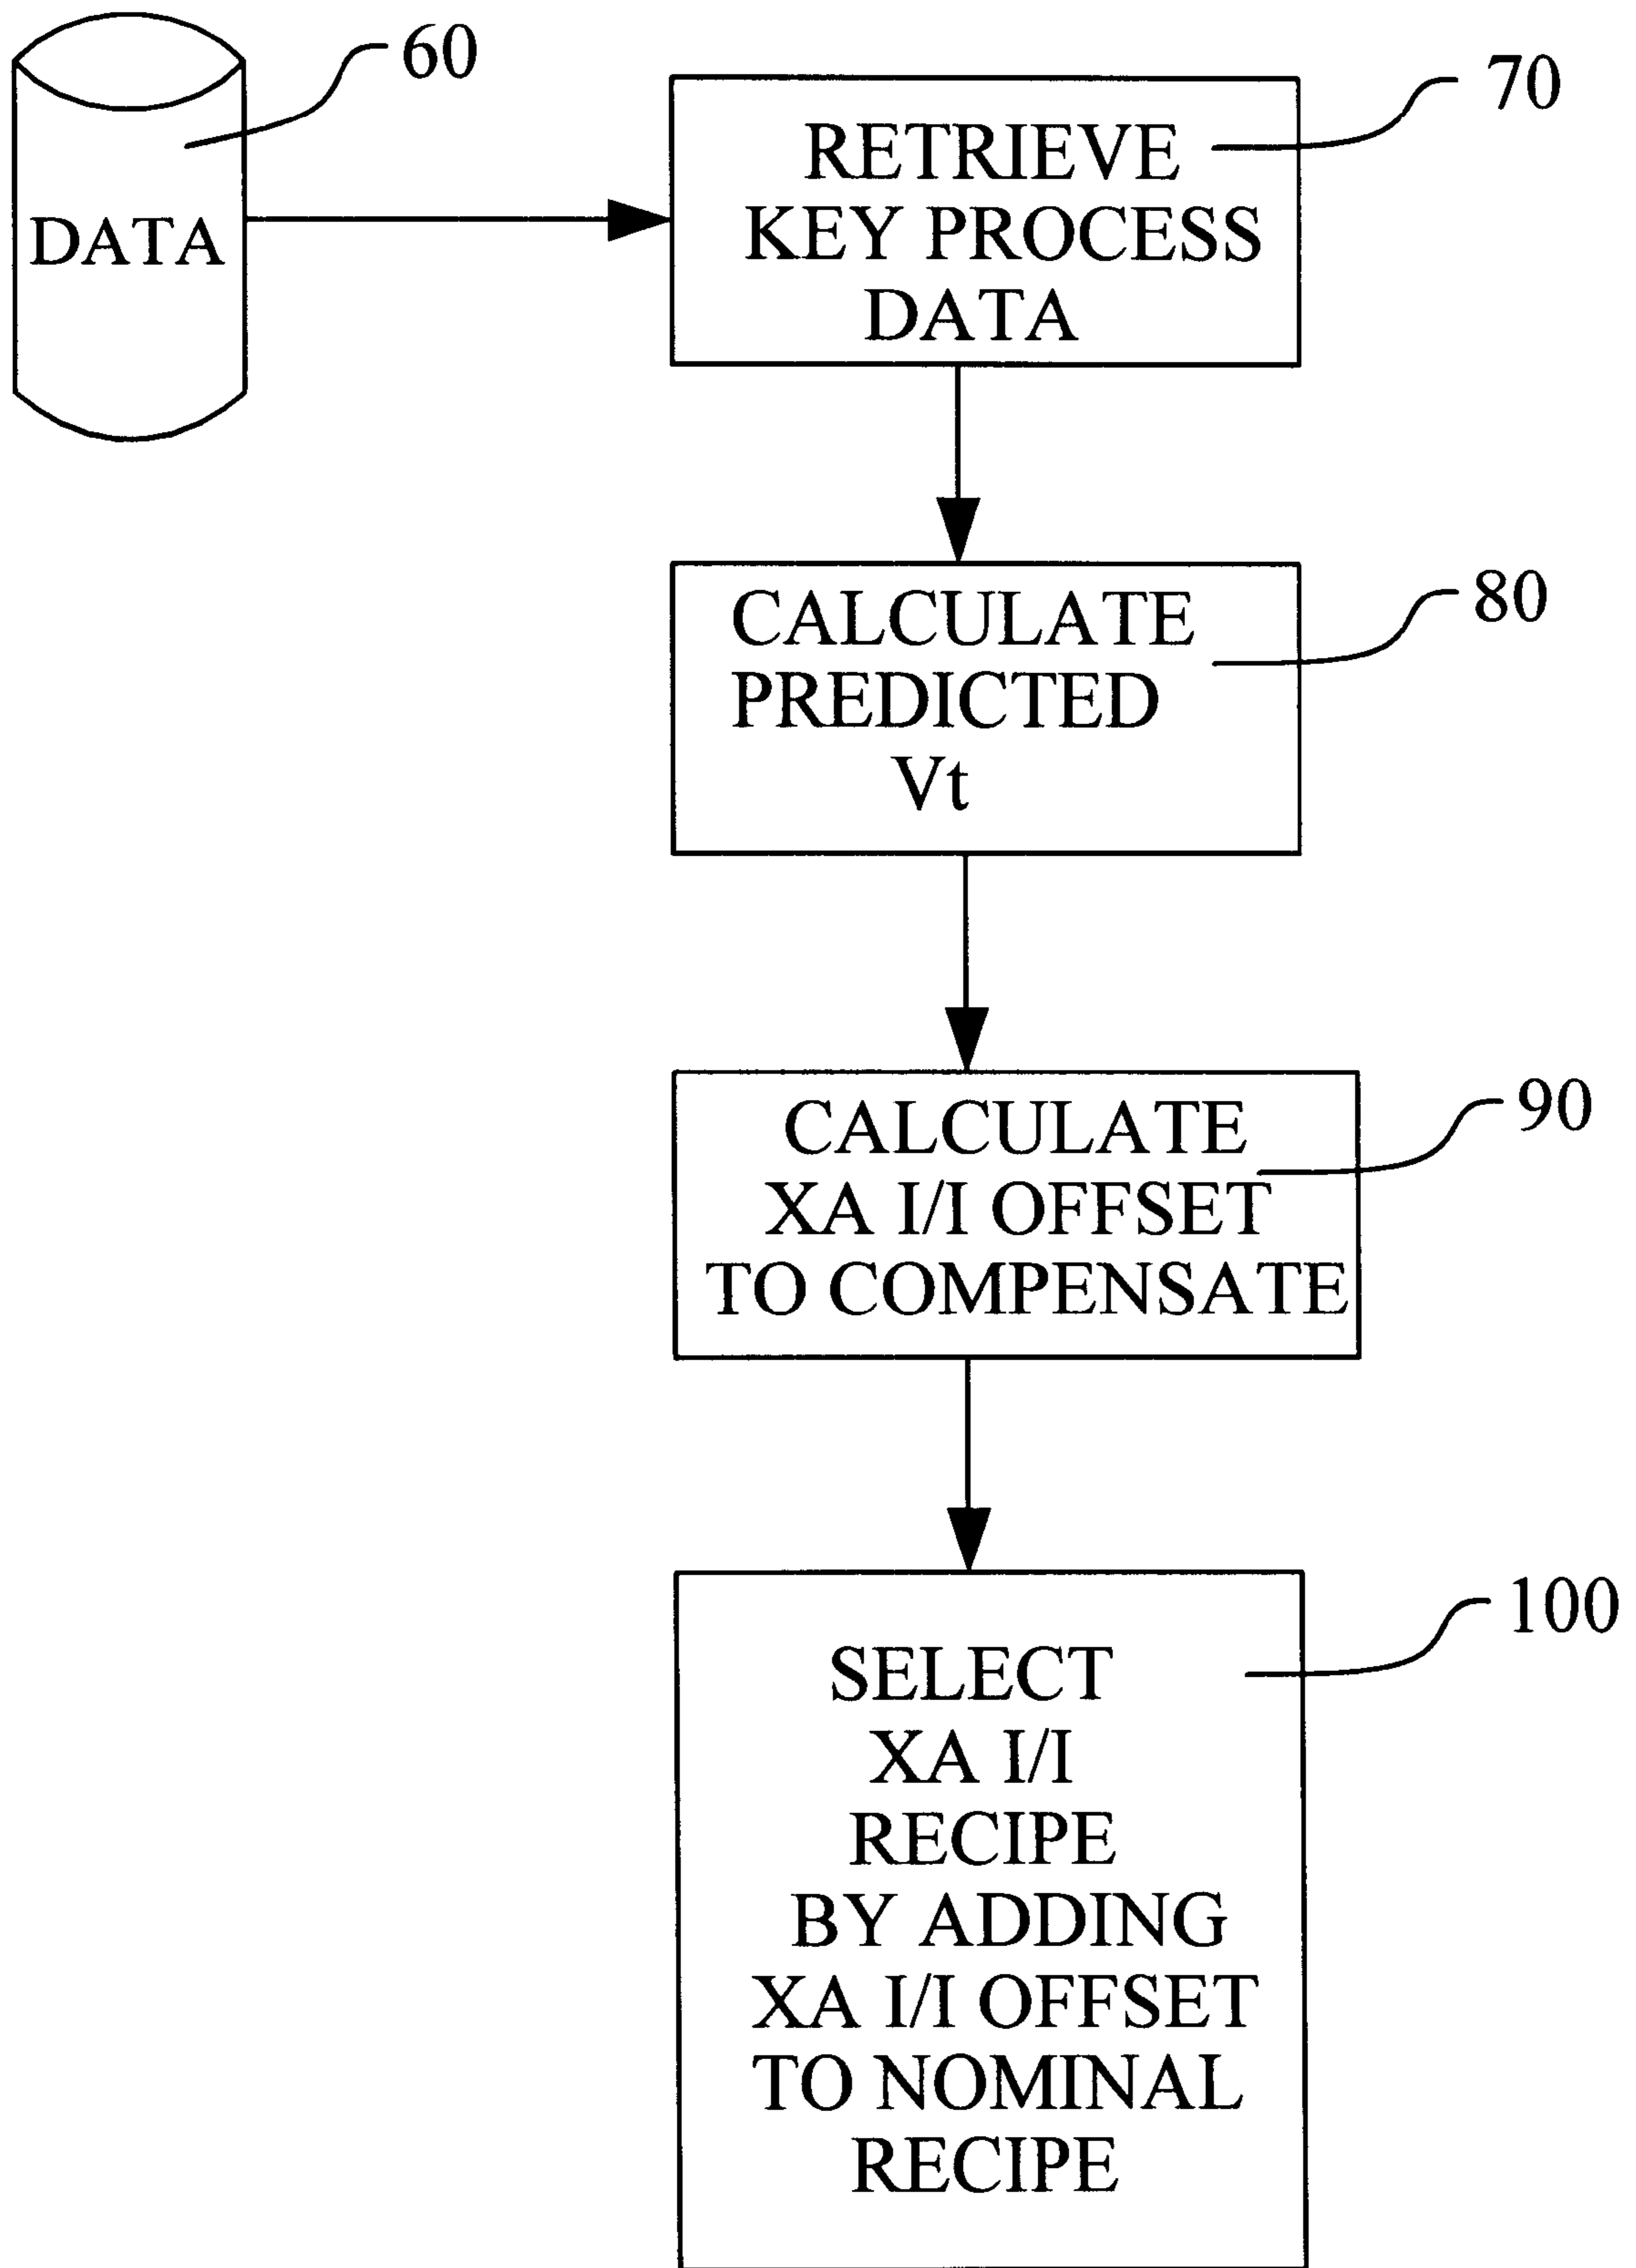 60
DATA
70
RETRIEVE
KEY PROCESS
DATA
80
CALCULATE
PREDICTED
Vt
90
CALCULATE
XA I/I OFFSET
TO COMPENSATE
100
SELECT
XA I/I
RECIPE
BY ADDING
XA I/I OFFSET
TO NOMINAL
RECIPE